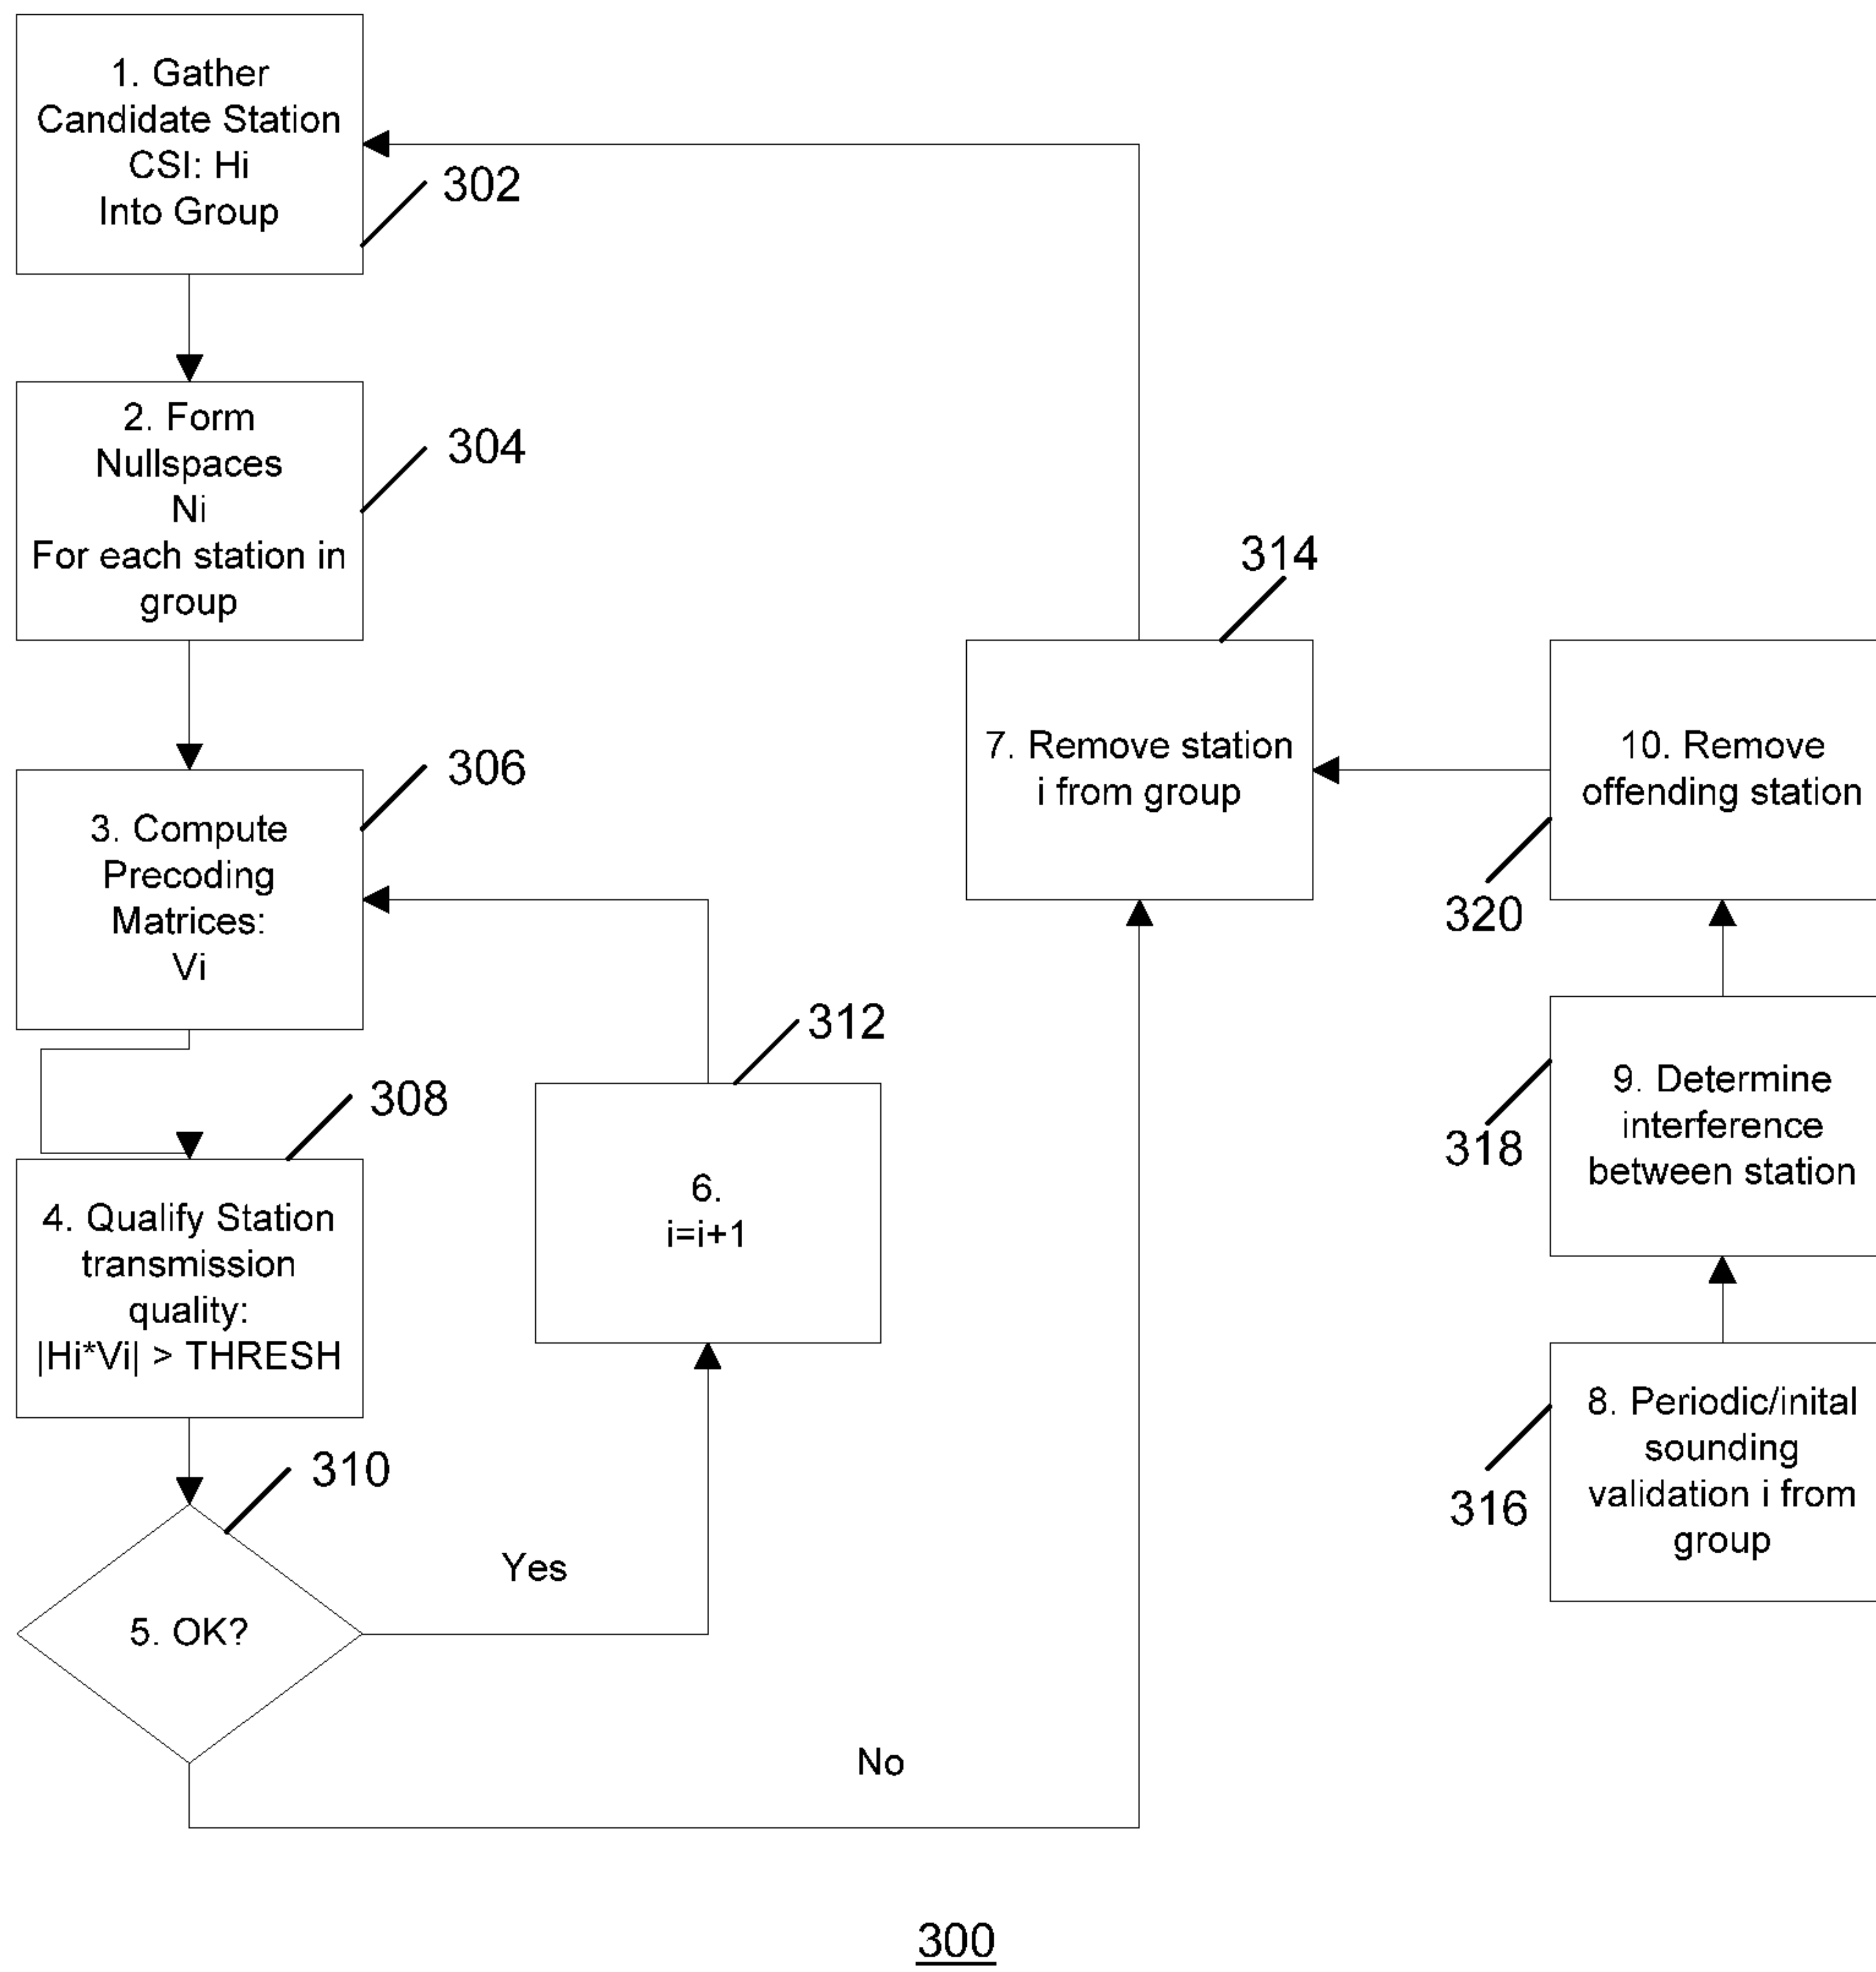 1. Gather
Candidate Station
CSI: Hi
Into Group
302
2. Form
Nullspaces
Ni
For each station in
group
304
3. Compute
Precoding
Matrices:
Vi
306
4. Qualify Station
transmission
quality:
|Hi*Vi| > THRESH
308
5. OK?
310
Yes
No
6.
i=i+1
312
7. Remove station
i from group
314
8. Periodic/inital
sounding
validation i from
group
316
9. Determine
interference
between station
318
10. Remove
offending station
320
300